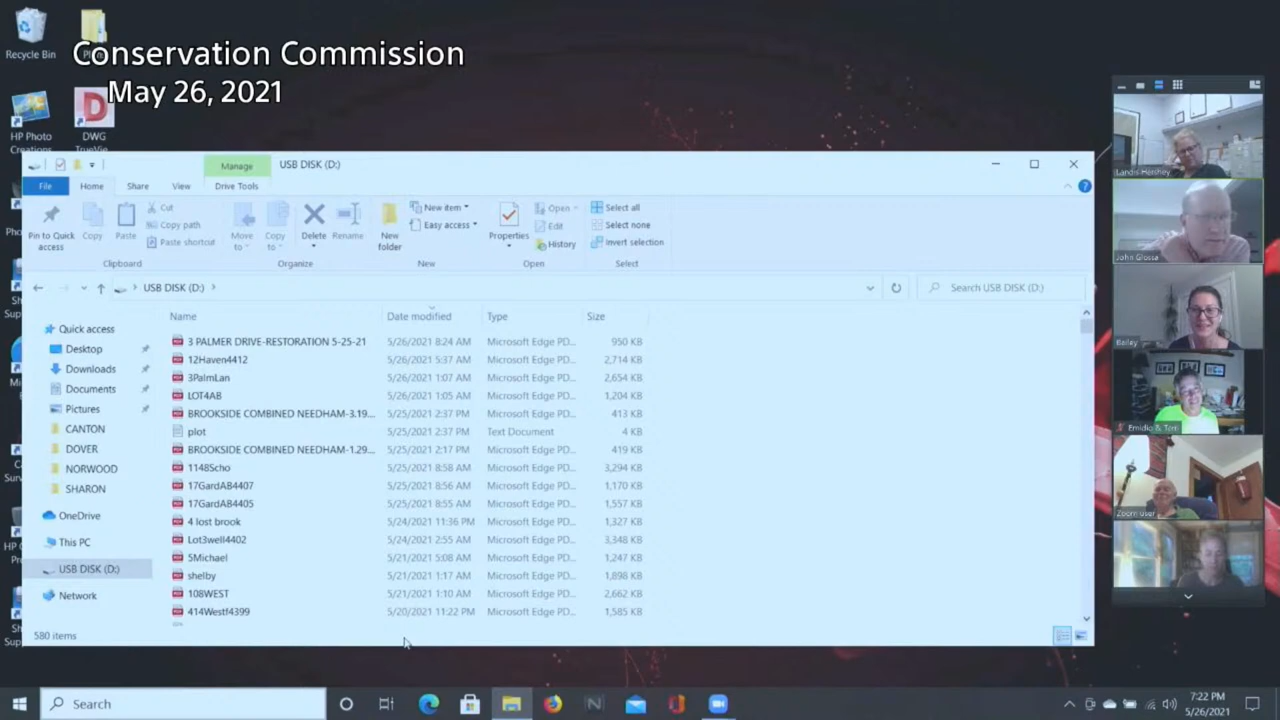 Recycle Bin
Conservation Commission
May 26, 2021
HP Photo
Creations
DWG
TrueVie
Manage
USB DISK (D:)
File
Home
Share
View
Drive Tools
Pin to Quick
access
Copy
Paste
Cut
Copy path
Paste shortcut
Move
to
Copy
to
Delete
Rename
New
folder
New item
Easy access
Properties
Open
Edit
History
Select all
Select none
Invert selection
Clipboard
Organize
New
Open
Select
USB DISK (D:)
Search USB DISK (D:)
Name Date modified Type Size
Quick access
Desktop
Downloads
Documents
Pictures
CANTON
DOVER
NORWOOD
SHARON
OneDrive
This PC
USB DISK (D:)
Network
3 PALMER DRIVE-RESTORATION 5-25-21 5/26/2021 8:24 AM Microsoft Edge PD... 950 KB
12Haven4412 5/26/2021 5:37 AM Microsoft Edge PD... 2,714 KB
3PalmLan 5/26/2021 1:07 AM Microsoft Edge PD... 2,654 KB
LOT4AB 5/26/2021 1:05 AM Microsoft Edge PD... 1,204 KB
BROOKSIDE COMBINED NEEDHAM-3.19... 5/25/2021 2:37 PM Microsoft Edge PD... 413 KB
plot 5/25/2021 2:37 PM Text Document 4 KB
BROOKSIDE COMBINED NEEDHAM-1.29... 5/25/2021 2:17 PM Microsoft Edge PD... 419 KB
1148Scho 5/25/2021 8:58 AM Microsoft Edge PD... 3,294 KB
17GardAB4407 5/25/2021 8:56 AM Microsoft Edge PD... 1,170 KB
17GardAB4405 5/25/2021 8:55 AM Microsoft Edge PD... 1,557 KB
4 lost brook 5/24/2021 11:36 PM Microsoft Edge PD... 1,327 KB
Lot3well4402 5/24/2021 2:55 AM Microsoft Edge PD... 3,348 KB
5Michael 5/21/2021 5:08 AM Microsoft Edge PD... 1,247 KB
shelby 5/21/2021 1:17 AM Microsoft Edge PD... 1,898 KB
108WEST 5/21/2021 1:10 AM Microsoft Edge PD... 2,662 KB
414Westf4399 5/20/2021 11:22 PM Microsoft Edge PD... 1,585 KB
580 items
Landis Hershey
John Glossa
Bailey
Emidio & Terri
Zoom user
Search
7:22 PM
5/26/2021